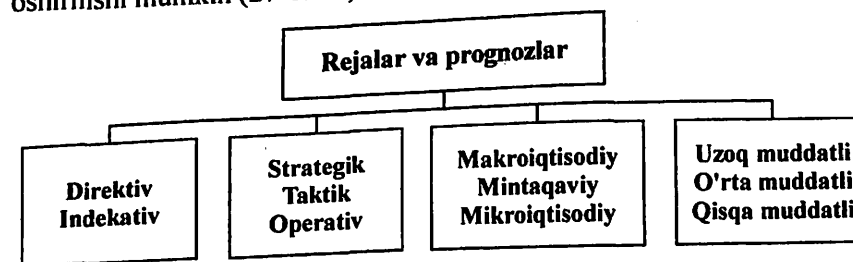 Rejalar va prognozlar
Direktiv
Indekativ
Strategik
Taktik
Operativ
Makroiqtisodiy
Mintaqaviy
Mikroiqtisodiy
Uzoq muddatli
O'rta muddatli
Qisqa muddatli